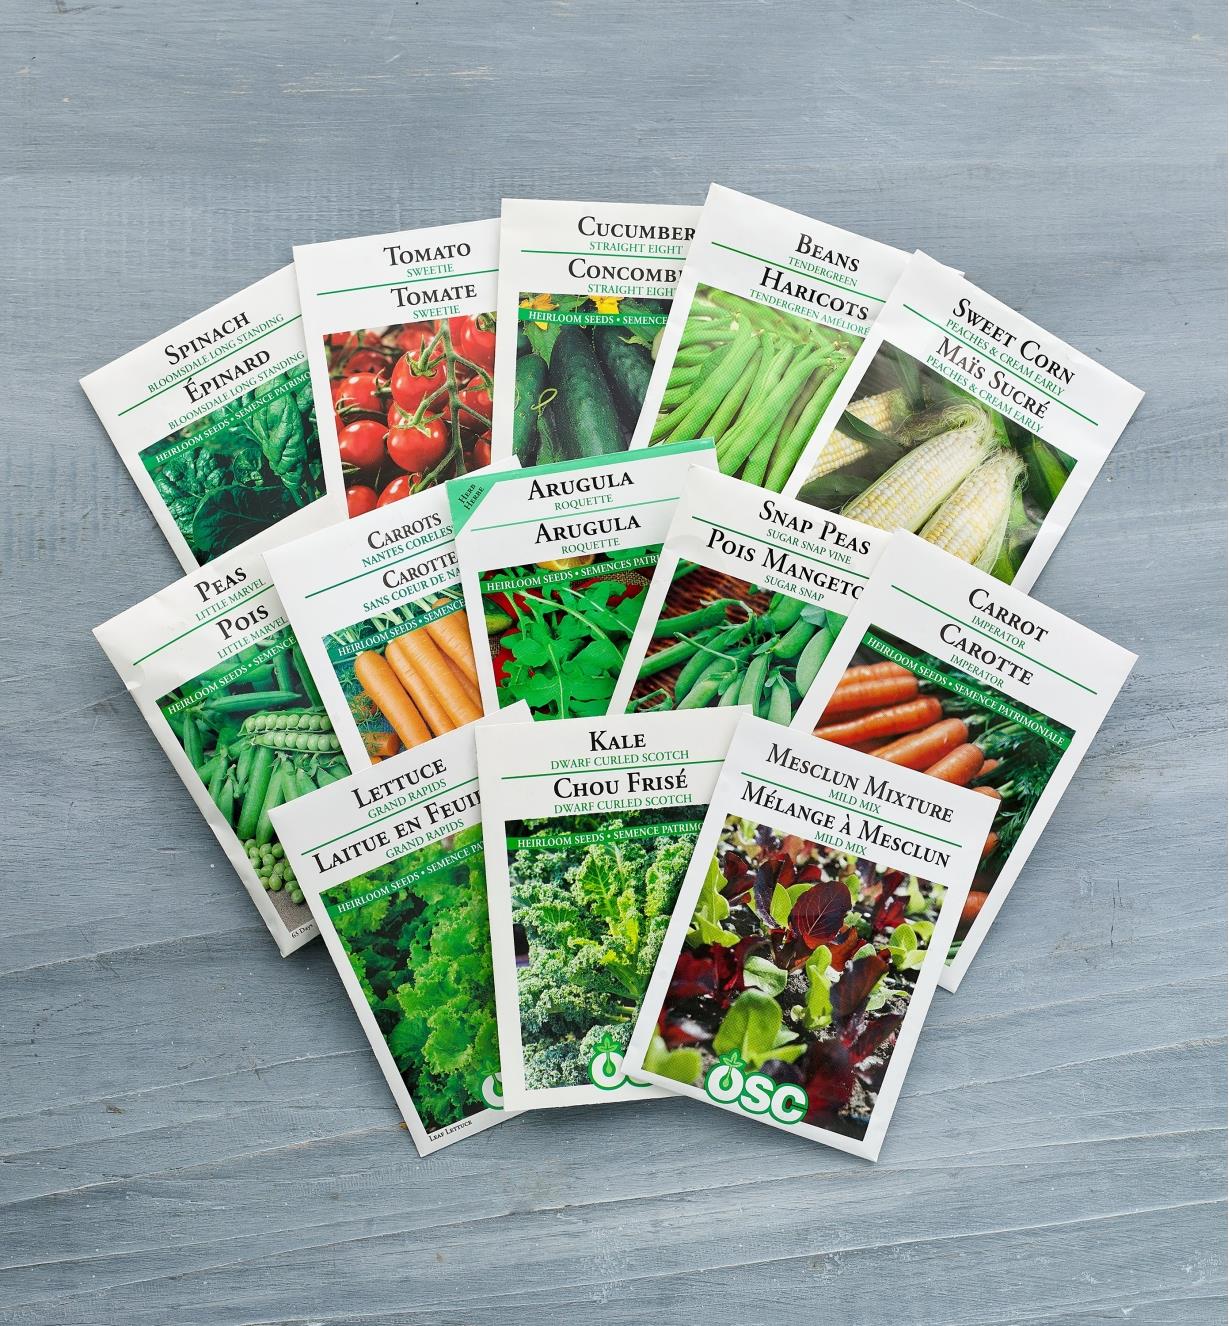 SPINACH
BLOOMSDALE LONG STANDING
ÉPINARD
BLOOMSDALE LONG STANDING
HEIRLOOM SEEDS • SEMENCE PATRIMO
TOMATO
SWEETIE
TOMATE
SWEETIE
CUCUMBER
STRAIGHT EIGHT
CONCOMB
STRAIGHT EIGH
HEIRLOOM SEEDS • SEMENCE
BEANS
TENDERGREEN
HARICOTS
TENDERGREEN AMÉLIORÉ
SWEET CORN
PEACHES & CREAM EARLY
MAÏS SUCRÉ
PEACHES & CREAM EARLY
PEAS
LITTLE MARVEL
POIS
LITTLE MARVEL
HEIRLOOM SEEDS • SEMENCE
65 Days
CARROTS
NANTES CORELES
CAROTTE
SANS COEUR DE NA
HEIRLOOM SEEDS • SEMENCE
HERB
HERBE
ARUGULA
ROQUETTE
ARUGULA
ROQUETTE
HEIRLOOM SEEDS • SEMENCES PATRI
SNAP PEAS
SUGAR SNAP VINE
POIS MANGETO
SUGAR SNAP
CARROT
IMPERATOR
CAROTTE
IMPERATOR
HEIRLOOM SEEDS • SEMENCE PATRIMONIALE
LETTUCE
GRAND RAPIDS
LAITUE EN FEUIL
GRAND RAPIDS
HEIRLOOM SEEDS • SEMENCE PA
LEAF LETTUCE
KALE
DWARF CURLED SCOTCH
CHOU FRISÉ
DWARF CURLED SCOTCH
HEIRLOOM SEEDS • SEMENCE PATRIMO
MESCLUN MIXTURE
MILD MIX
MÉLANGE À MESCLUN
MILD MIX
OSC